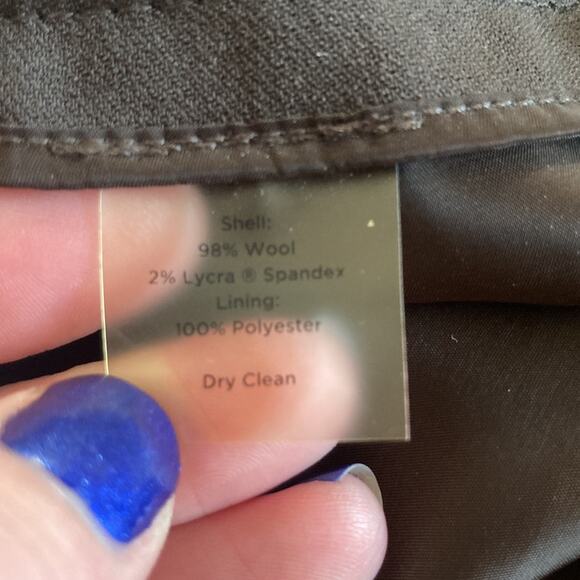 Shell:
98% Wool
2% Lycra ® Spandex
Lining:
100% Polyester
Dry Clean